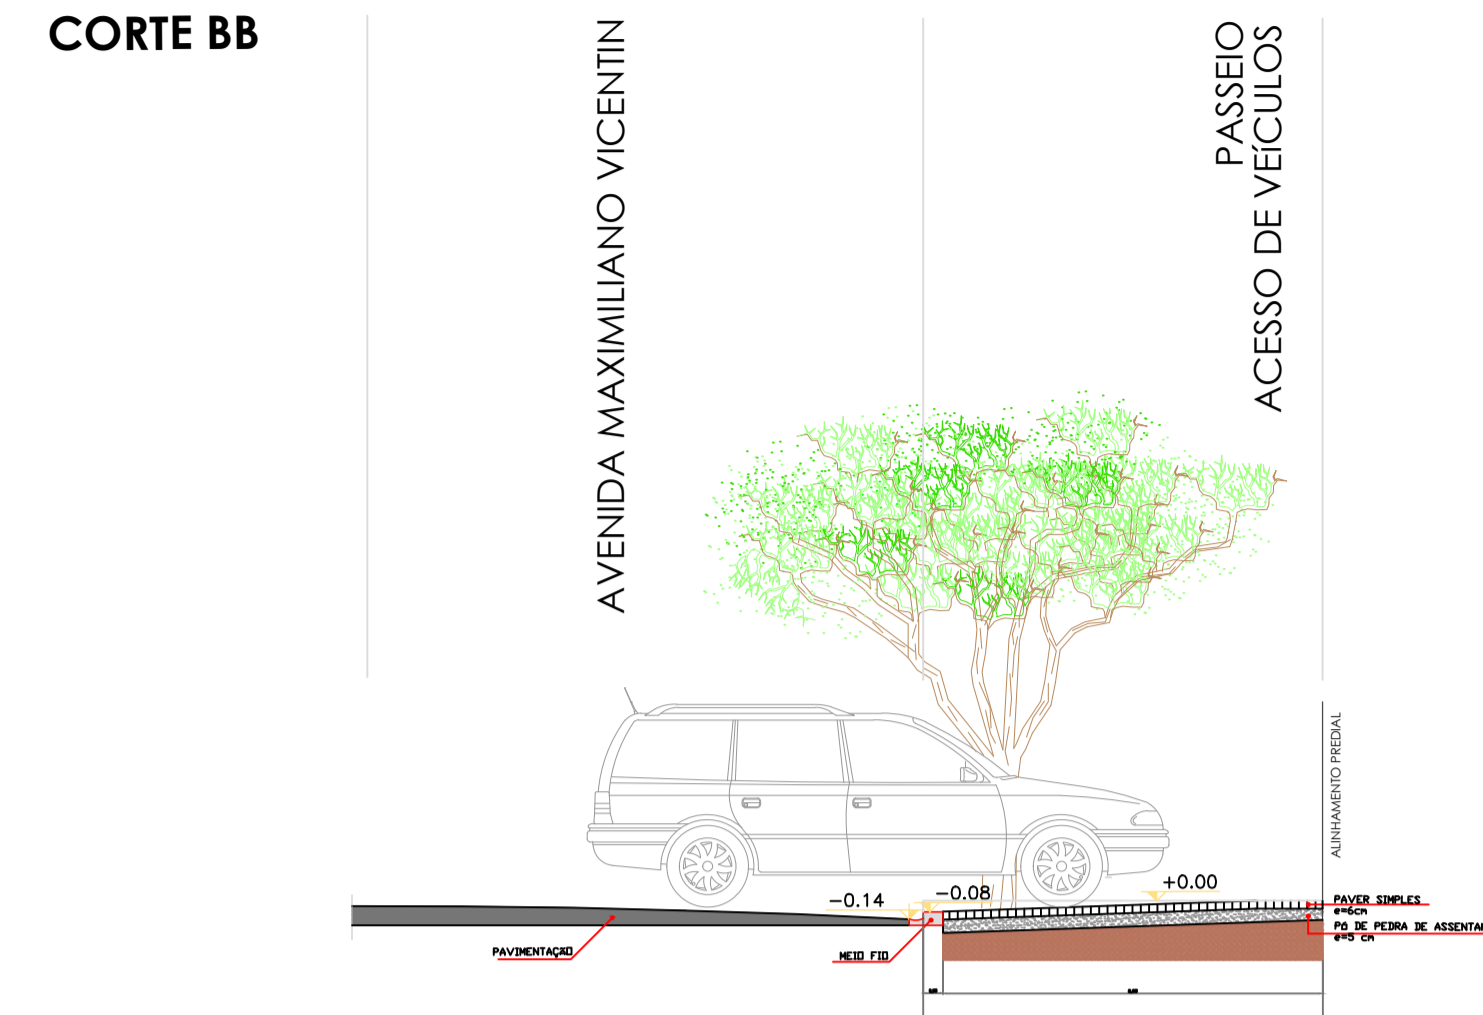 CORTE BB
AVENIDA MAXIMILIANO VICENTIN
PASSEIO
ACESSO DE VEíCULOS
ALINHAMENTO PREDIAL
-0.14
-0.08
+0.00
PAVER SIMPLES
e=6cm
PÓ DE PEDRA DE ASSENTA
e=5 cm
PAVIMENTAÇÃO
MEIO FIO